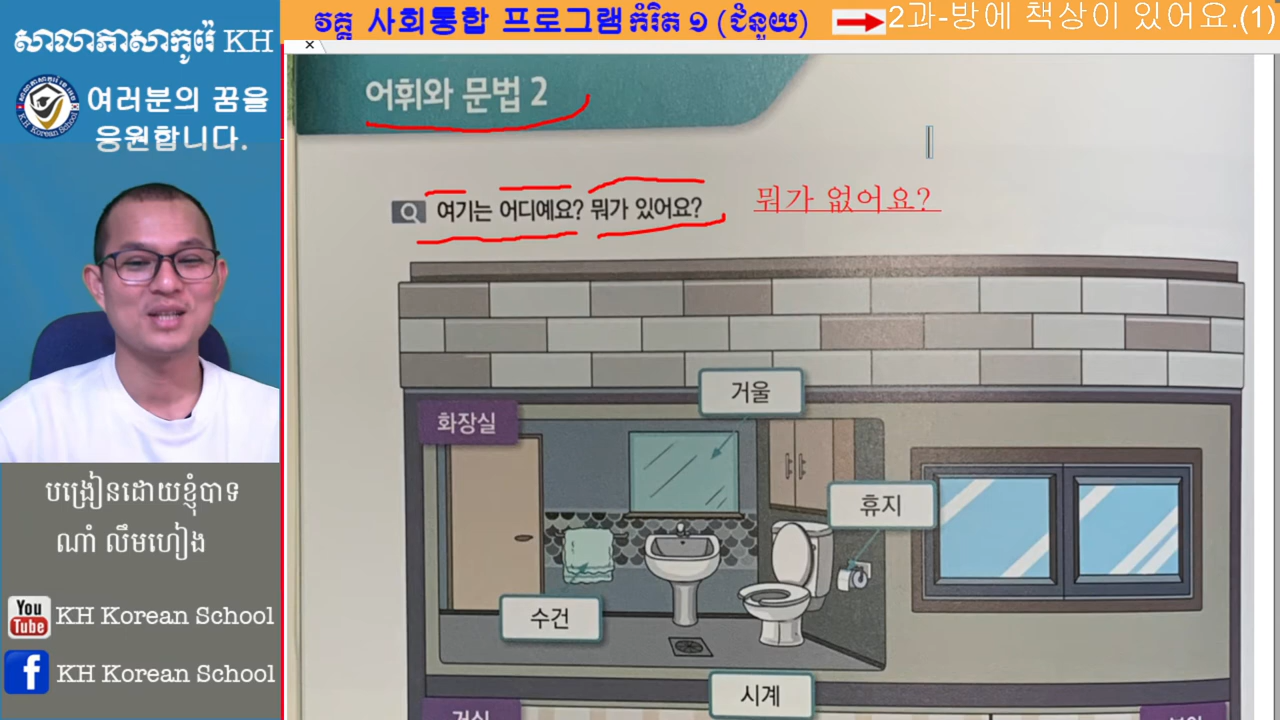 សាលាភាសាកូរ៉េ KH
여러분의 꿈을
응원합니다.
វគ្គ 사회통합 프로그램 កំរិត ១ (ជំនួយ)
2과-방에 책상이 있어요.(1)
어휘와 문법 2
여기는 어디예요? 뭐가 있어요?
뭐가 없어요?
화장실
거울
휴지
수건
시계
거실
បង្រៀនដោយខ្ញុំបាទ
ណាំ លឹមហៀង
You
Tube
KH Korean School
f
KH Korean School